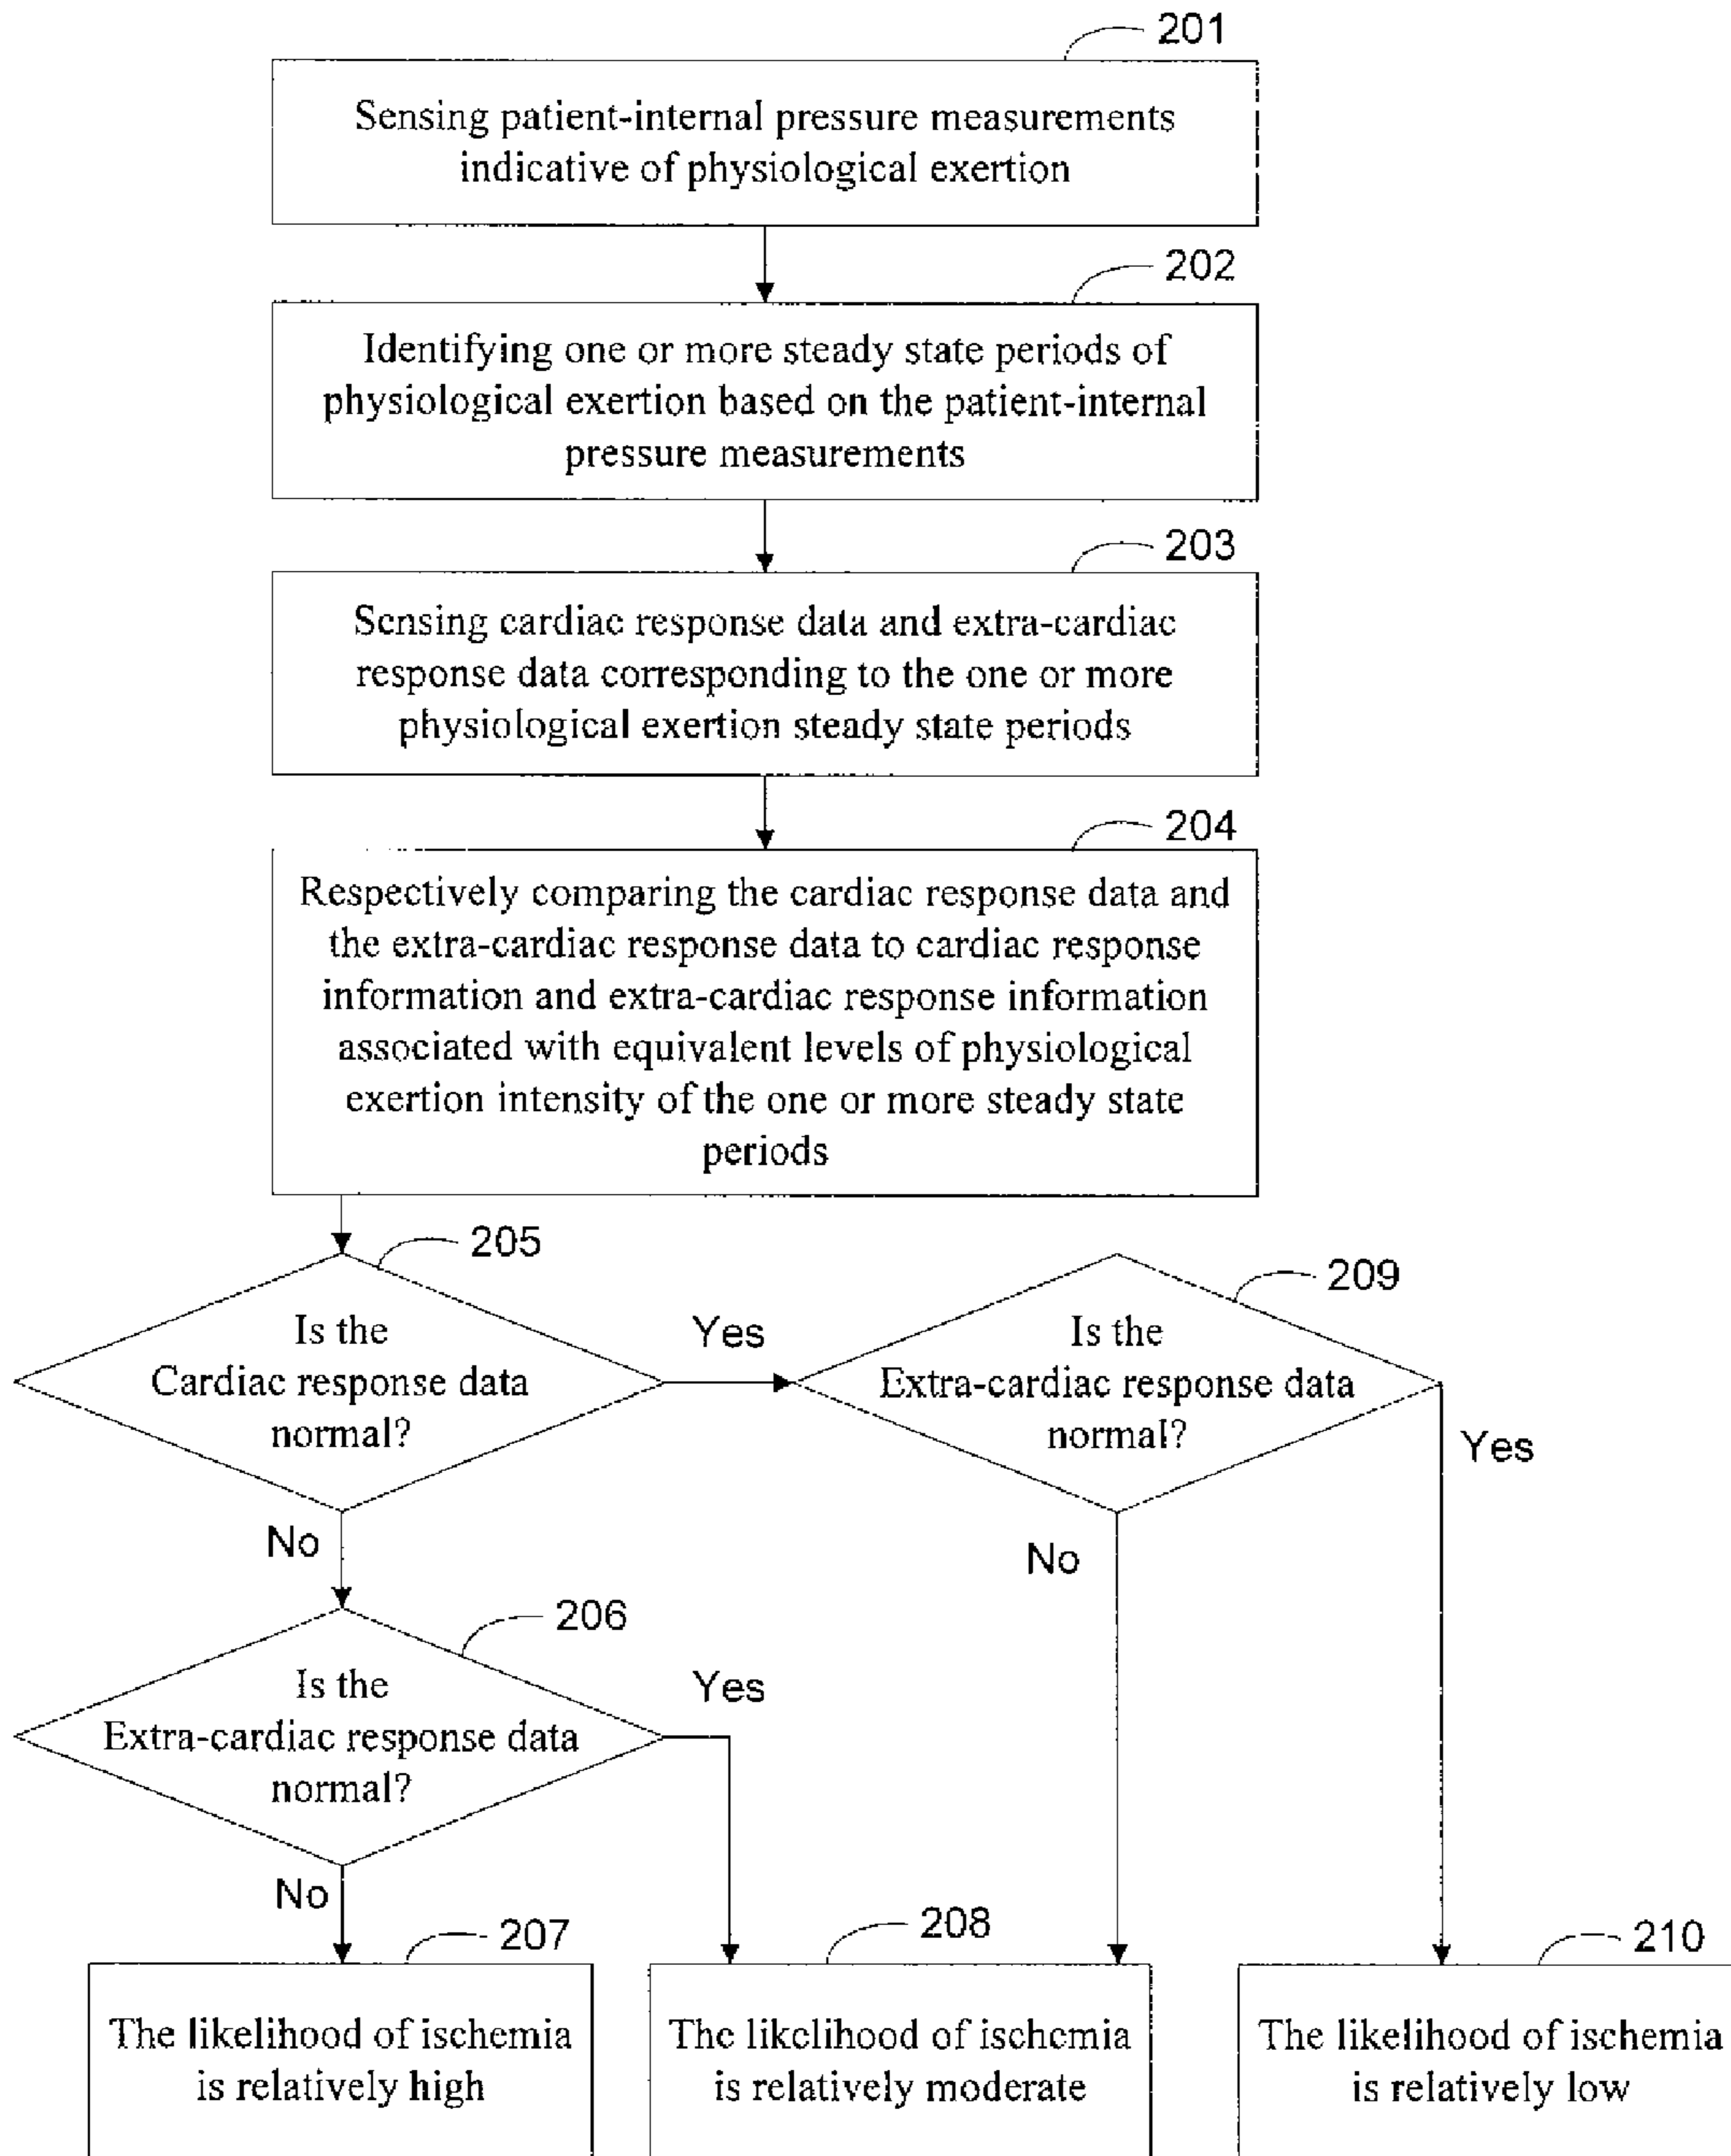 201
Sensing patient-internal pressure measurements
indicative of physiological exertion
202
Identifying one or more steady state periods of
physiological exertion based on the patient-internal
pressure measurements
203
Sensing cardiac response data and extra-cardiac
response data corresponding to the one or more
physiological exertion steady state periods
204
Respectively comparing the cardiac response data and
the extra-cardiac response data to cardiac response
information and extra-cardiac response information
associated with equivalent levels of physiological
exertion intensity of the one or more steady state
periods
205
Is the
Cardiac response data
normal?
Yes
209
Is the
Extra-cardiac response data
normal?
Yes
No
No
206
Is the
Extra-cardiac response data
normal?
Yes
No
207
The likelihood of ischemia
is relatively high
208
The likelihood of ischemia
is relatively moderate
210
The likelihood of ischemia
is relatively low